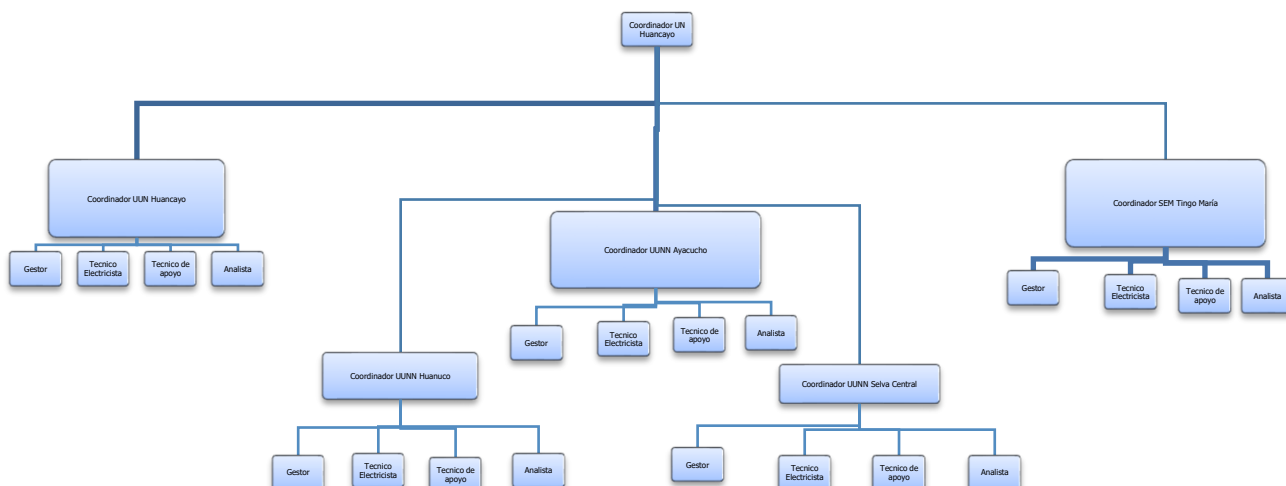 Coordinador UN
Huancayo
Coordinador UUN Huancayo
Gestor
Tecnico
Electricista
Tecnico de
apoyo
Analista
Coordinador UUNN Huanuco
Gestor
Tecnico
Electricista
Tecnico de
apoyo
Analista
Coordinador UUNN Ayacucho
Gestor
Tecnico
Electricista
Tecnico de
apoyo
Analista
Coordinador UUNN Selva Central
Gestor
Tecnico
Electricista
Tecnico de
apoyo
Analista
Coordinador SEM Tingo María
Gestor
Tecnico
Electricista
Tecnico de
apoyo
Analista